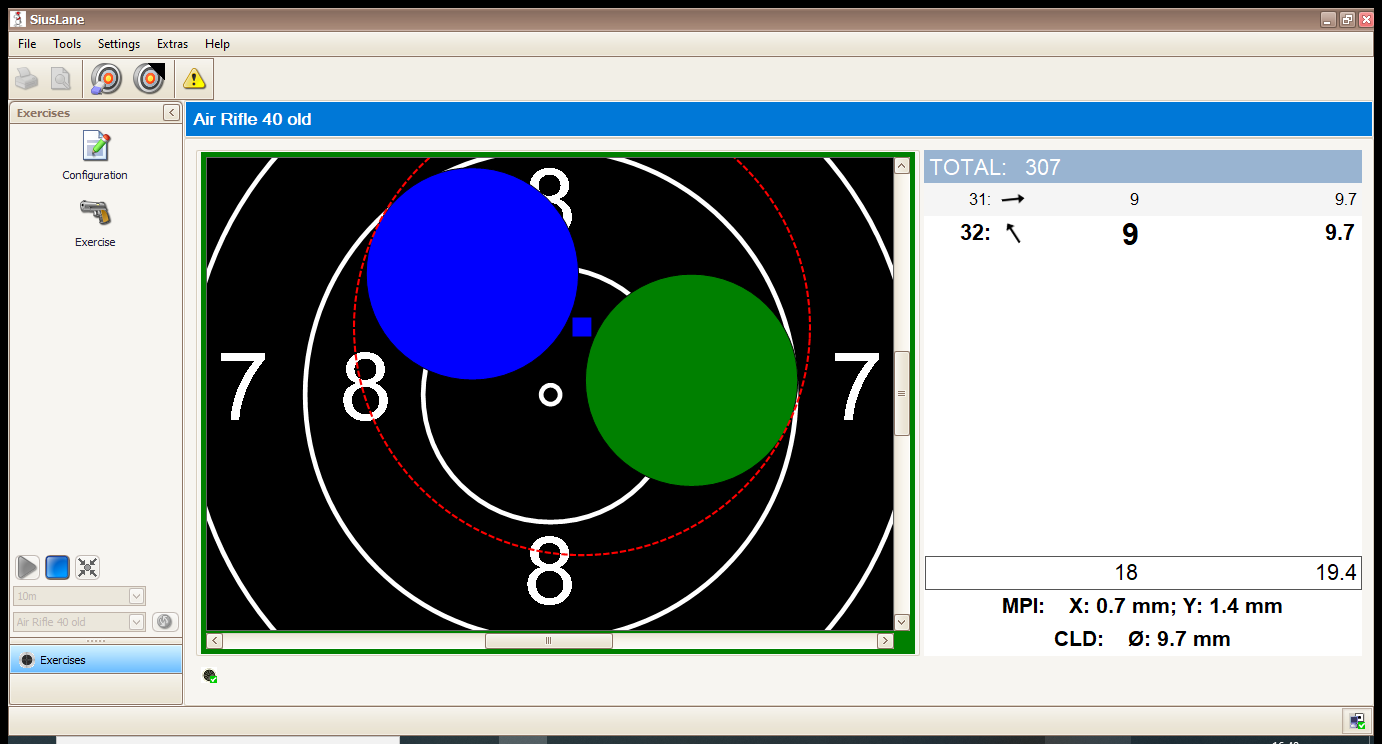 SiusLane
File Tools Settings Extras Help
Exercises
Air Rifle 40 old
Configuration
Exercise
8
7 8 7
8
TOTAL: 307
31: 9 9.7
32: 9 9.7
18 19.4
MPI: X: 0.7 mm; Y: 1.4 mm
CLD: Ø: 9.7 mm
10m
Air Rifle 40 old
Exercises